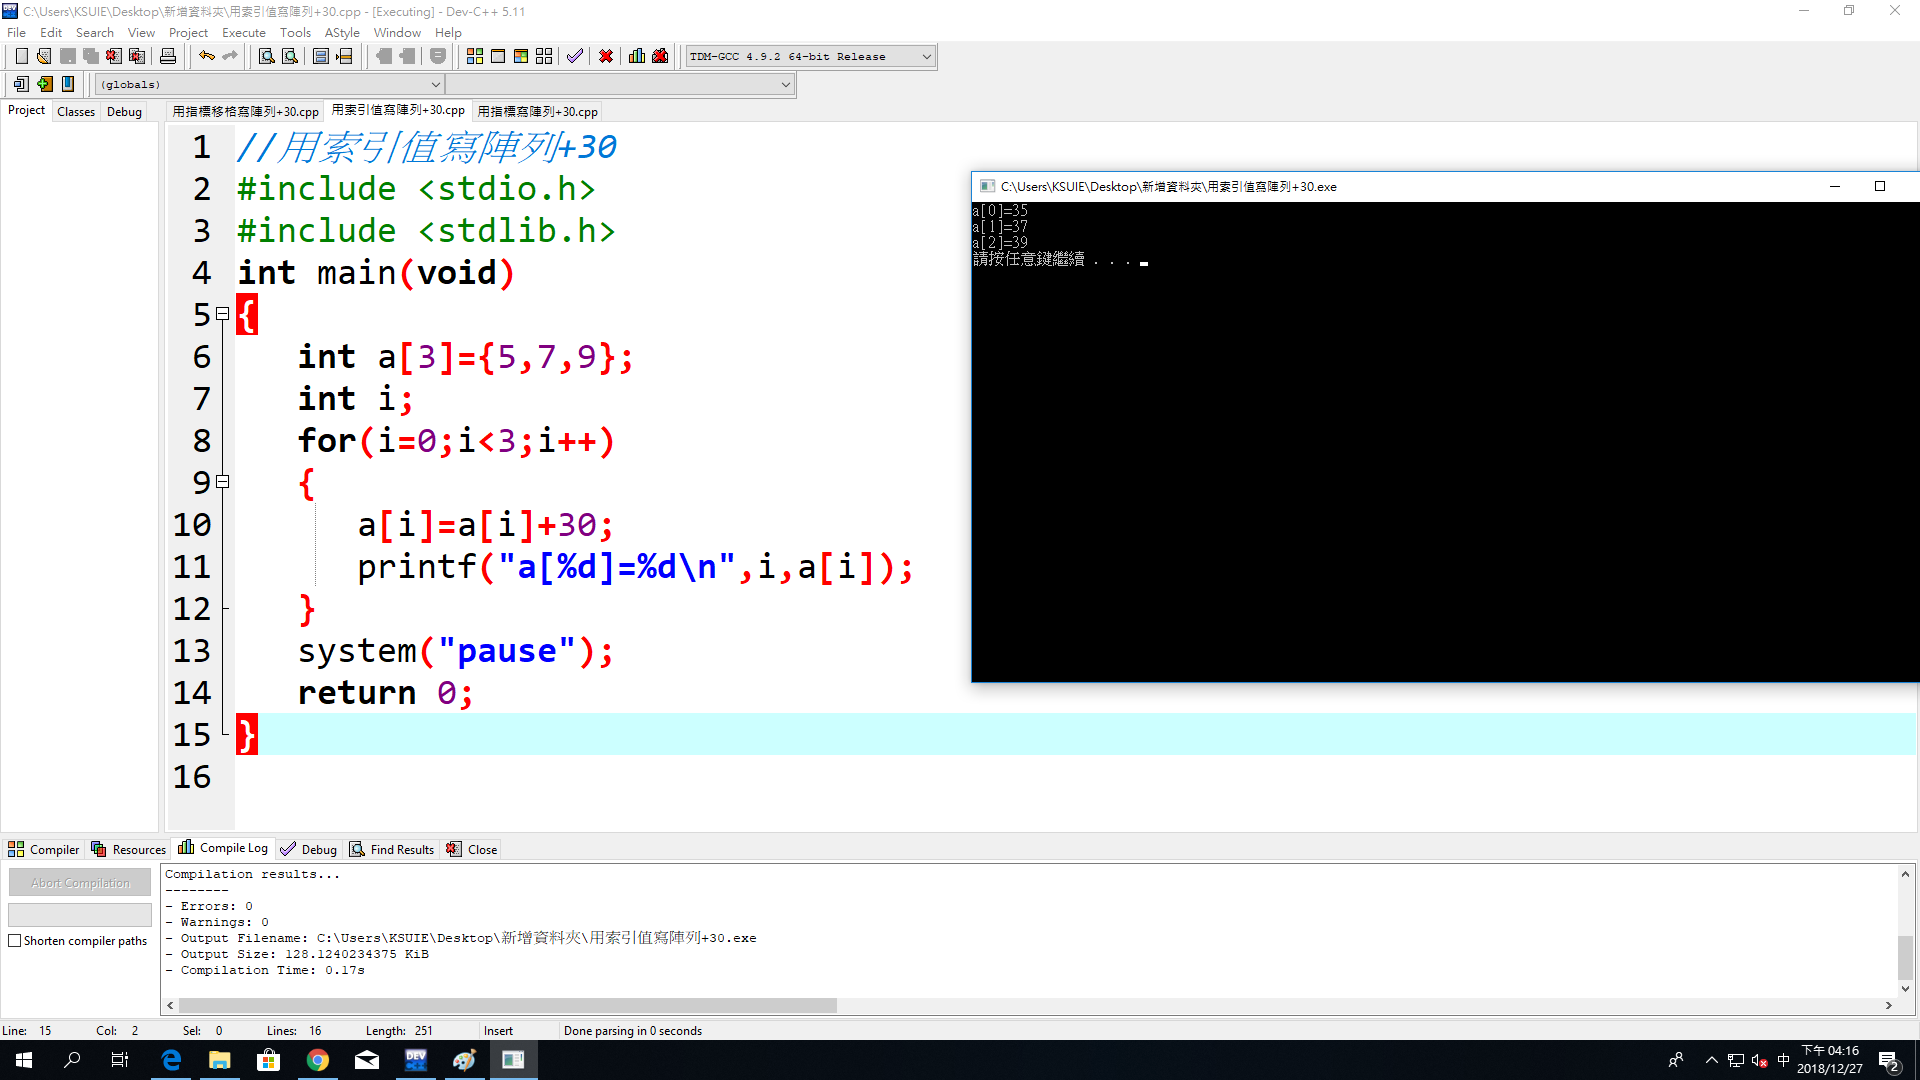 C:\Users\KSUIE\Desktop\新增資料夾\用索引值寫陣列+30.cpp - [Executing] - Dev-C++ 5.11
File Edit Search View Project Execute Tools AStyle Window Help
TDM-GCC 4.9.2 64-bit Release
(globals)
Project Classes Debug
用指標移格寫陣列+30.cpp 用索引值寫陣列+30.cpp 用指標寫陣列+30.cpp
1 //用索引值寫陣列+30
2 #include <stdio.h>
3 #include <stdlib.h>
4 int main(void)
5 {
6 int a[3]={5,7,9};
7 int i;
8 for(i=0;i<3;i++)
9 {
10 a[i]=a[i]+30;
11 printf("a[%d]=%d\n",i,a[i]);
12 }
13 system("pause");
14 return 0;
15 }
16
C:\Users\KSUIE\Desktop\新增資料夾\用索引值寫陣列+30.exe
a[0]=35
a[1]=37
a[2]=39
請按任意鍵繼續 . . .
Compiler Resources Compile Log Debug Find Results Close
Abort Compilation
Shorten compiler paths
Compilation results...
--------
- Errors: 0
- Warnings: 0
- Output Filename: C:\Users\KSUIE\Desktop\新增資料夾\用索引值寫陣列+30.exe
- Output Size: 128.1240234375 KiB
- Compilation Time: 0.17s
Line: 15 Col: 2 Sel: 0 Lines: 16 Length: 251 Insert Done parsing in 0 seconds
DEV
中
下午 04:16
2018/12/27
2